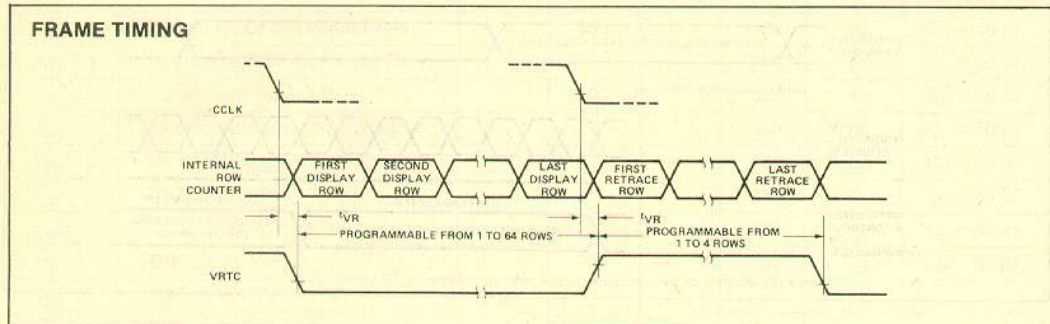 FRAME TIMING
CCLK
INTERNAL
ROW
COUNTER
FIRST
DISPLAY
ROW
SECOND
DISPLAY
ROW
LAST
DISPLAY
ROW
FIRST
RETRACE
ROW
LAST
RETRACE
ROW
tVR
PROGRAMMABLE FROM 1 TO 64 ROWS
tVR
PROGRAMMABLE FROM
1 TO 4 ROWS
VRTC